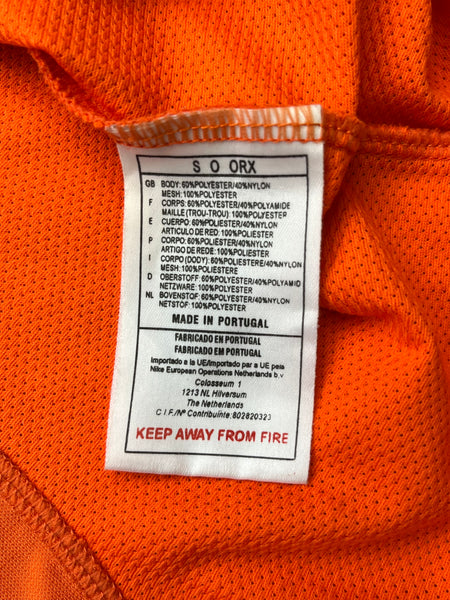 S O ORX
GB BODY: 60%POLYESTER/40%NYLON
MESH: 100%POLYESTER
F CORPS: 60%POLYESTER/40%POLYAMIDE
MAILLE (TROU-TROU): 100%POLYESTER
E CUERPO: 60%POLIESTER/40%NYLON
ARTICULO DE RED: 100%POLIESTER
P CORPO: 60%POLIESTER/40%NYLON
ARTIGO DE REDE: 100%POLIESTER
I CORPO (DODY): 60%POLIESTERE/40%NYLON
MESH: 100%POLIESTERE
D OBERSTOFF: 60%POLYESTER/40%POLYAMID
NETZWARE: 100%POLYESTER
NL BOVENSTOF: 60%POLYESTER/40%NYLON
NETSTOF: 100%POLYESTER
MADE IN PORTUGAL
FABRICADO EN PORTUGAL
FABRICADO EM PORTUGAL
Importado a la UE/Importado par a UE pela
Nike European Operations Netherlands b.v
Colosseum 1
1213 NL Hilversum
The Netherlands
C.I.F./Nº Contribuinte: 802820323
KEEP AWAY FROM FIRE